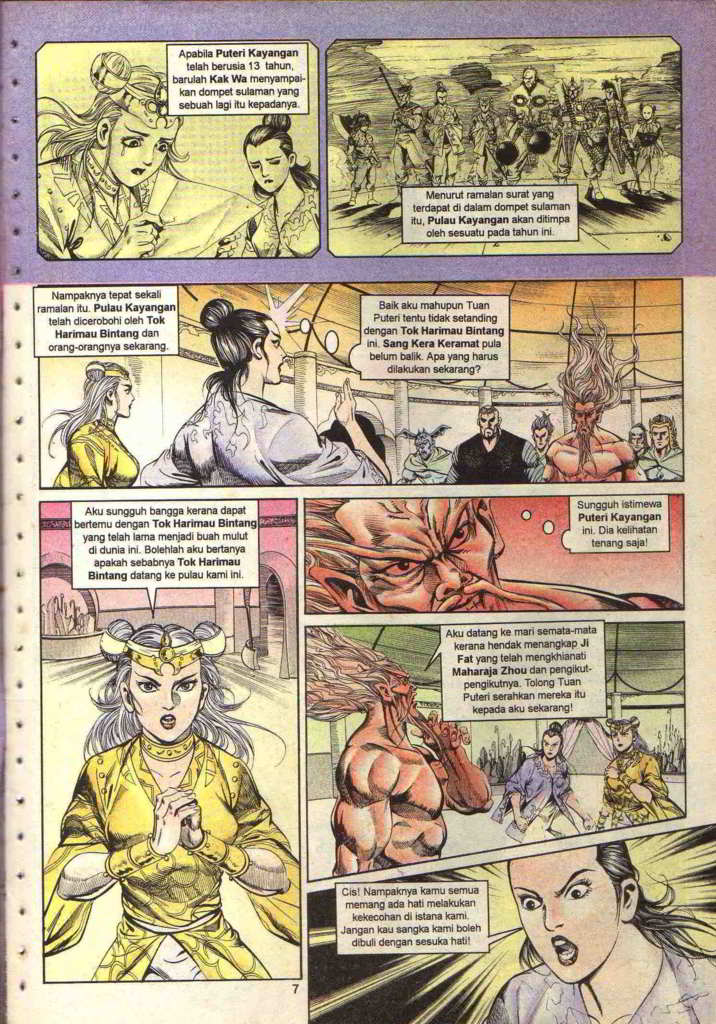 Apabila Puteri Kayangan
telah berusia 13 tahun,
barulah Kak Wa menyampai-
kan dompet sulaman yang
sebuah lagi itu kepadanya.
Menurut ramalan surat yang
terdapat di dalam dompet sulaman
itu, Pulau Kayangan akan ditimpa
oleh sesuatu pada tahun ini.
Nampaknya tepat sekali
ramalan itu. Pulau Kayangan
telah dicerobohi oleh Tok
Harimau Bintang dan
orang-orangnya sekarang.
Baik aku mahupun Tuan
Puteri tentu tidak setanding
dengan Tok Harimau Bintang
ini. Sang Kera Keramat pula
belum balik. Apa yang harus
dilakukan sekarang?
Aku sungguh bangga kerana dapat
bertemu dengan Tok Harimau Bintang
yang telah lama menjadi buah mulut
di dunia ini. Bolehlah aku bertanya
apakah sebabnya Tok Harimau
Bintang datang ke pulau kami ini.
Sungguh istimewa
Puteri Kayangan
ini. Dia kelihatan
tenang saja!
Aku datang ke mari semata-mata
kerana hendak menangkap Ji
Fat yang telah mengkhianati
Maharaja Zhou dan pengikut-
pengikutnya. Tolong Tuan
Puteri serahkan mereka itu
kepada aku sekarang!
Cis! Nampaknya kamu semua
memang ada hati melakukan
kekecohan di istana kami.
Jangan kau sangka kami boleh
dibuli dengan sesuka hati!
7